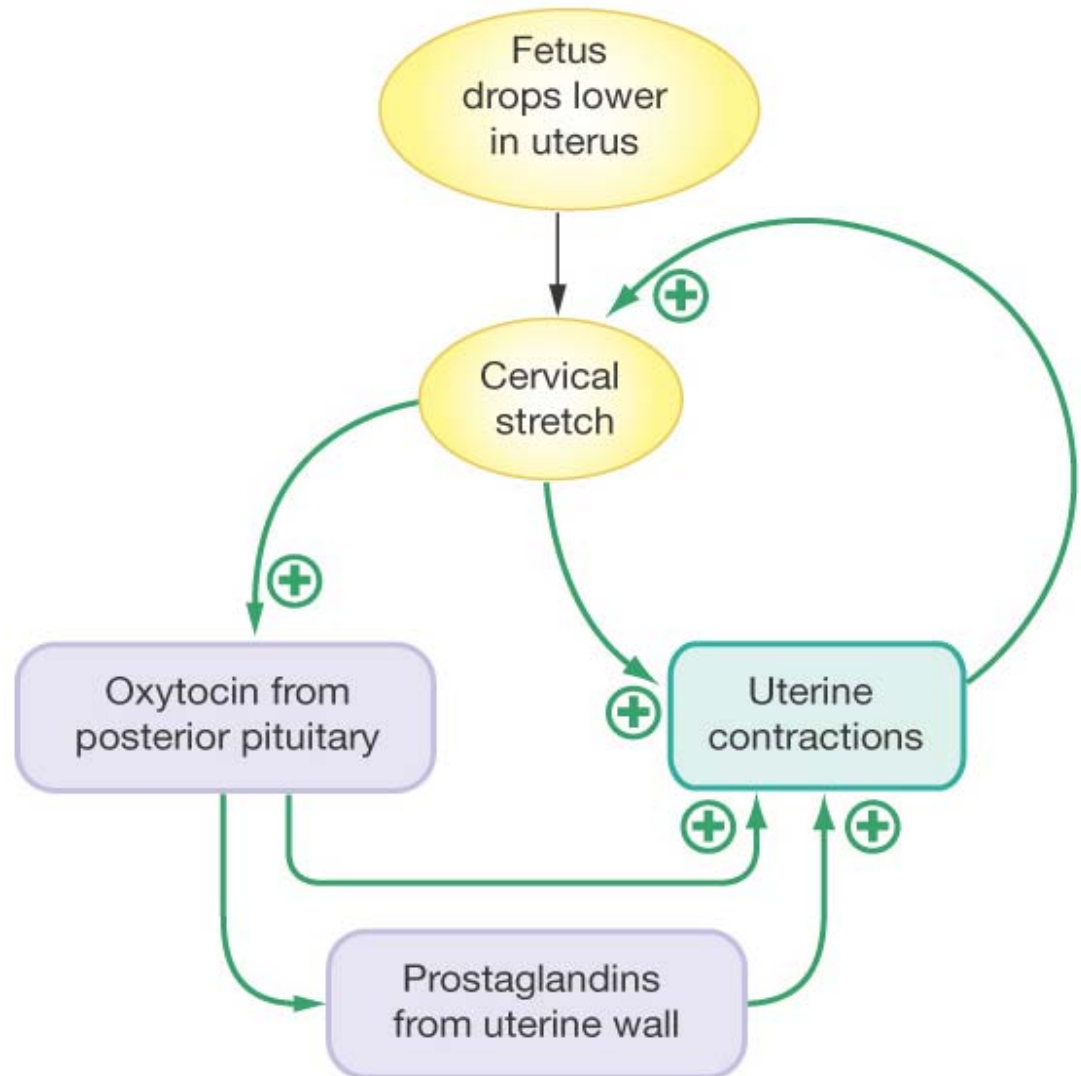 Fetus
drops lower
in uterus
Cervical
stretch
Oxytocin from
posterior pituitary
Uterine
contractions
Prostaglandins
from uterine wall